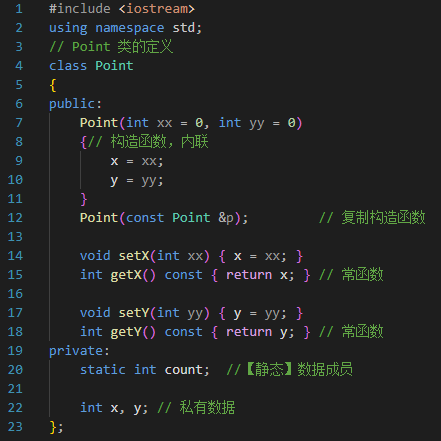 1 #include <iostream>
2 using namespace std;
3 // Point 类的定义
4 class Point
5 {
6 public:
7     Point(int xx = 0, int yy = 0)
8     {// 构造函数，内联
9         x = xx;
10         y = yy;
11     }
12     Point(const Point &p);         // 复制构造函数
13
14     void setX(int xx) { x = xx; }
15     int getX() const { return x; } // 常函数
16
17     void setY(int yy) { y = yy; }
18     int getY() const { return y; } // 常函数
19 private:
20     static int count;  //【静态】数据成员
21
22     int x, y; // 私有数据
23 };